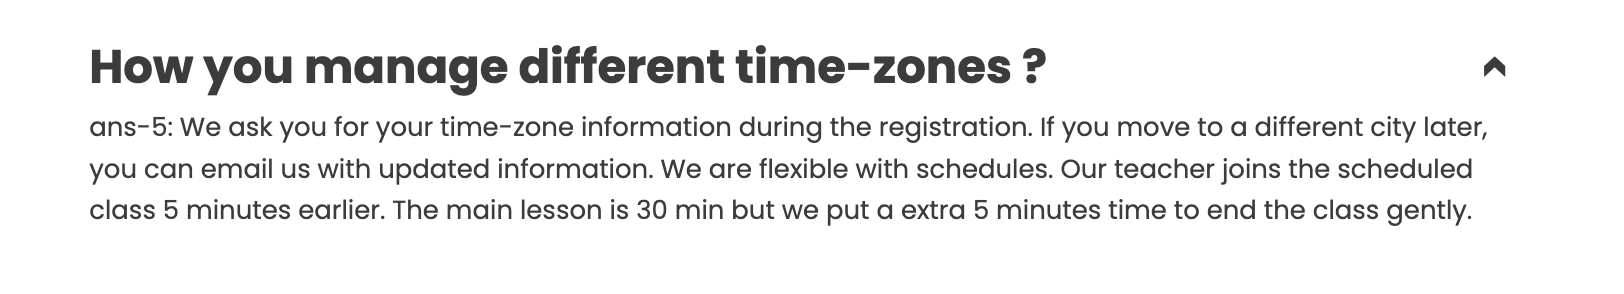 How you manage different time-zones ?
ans-5: We ask you for your time-zone information during the registration. If you move to a different city later,
you can email us with updated information. We are flexible with schedules. Our teacher joins the scheduled
class 5 minutes earlier. The main lesson is 30 min but we put a extra 5 minutes time to end the class gently.